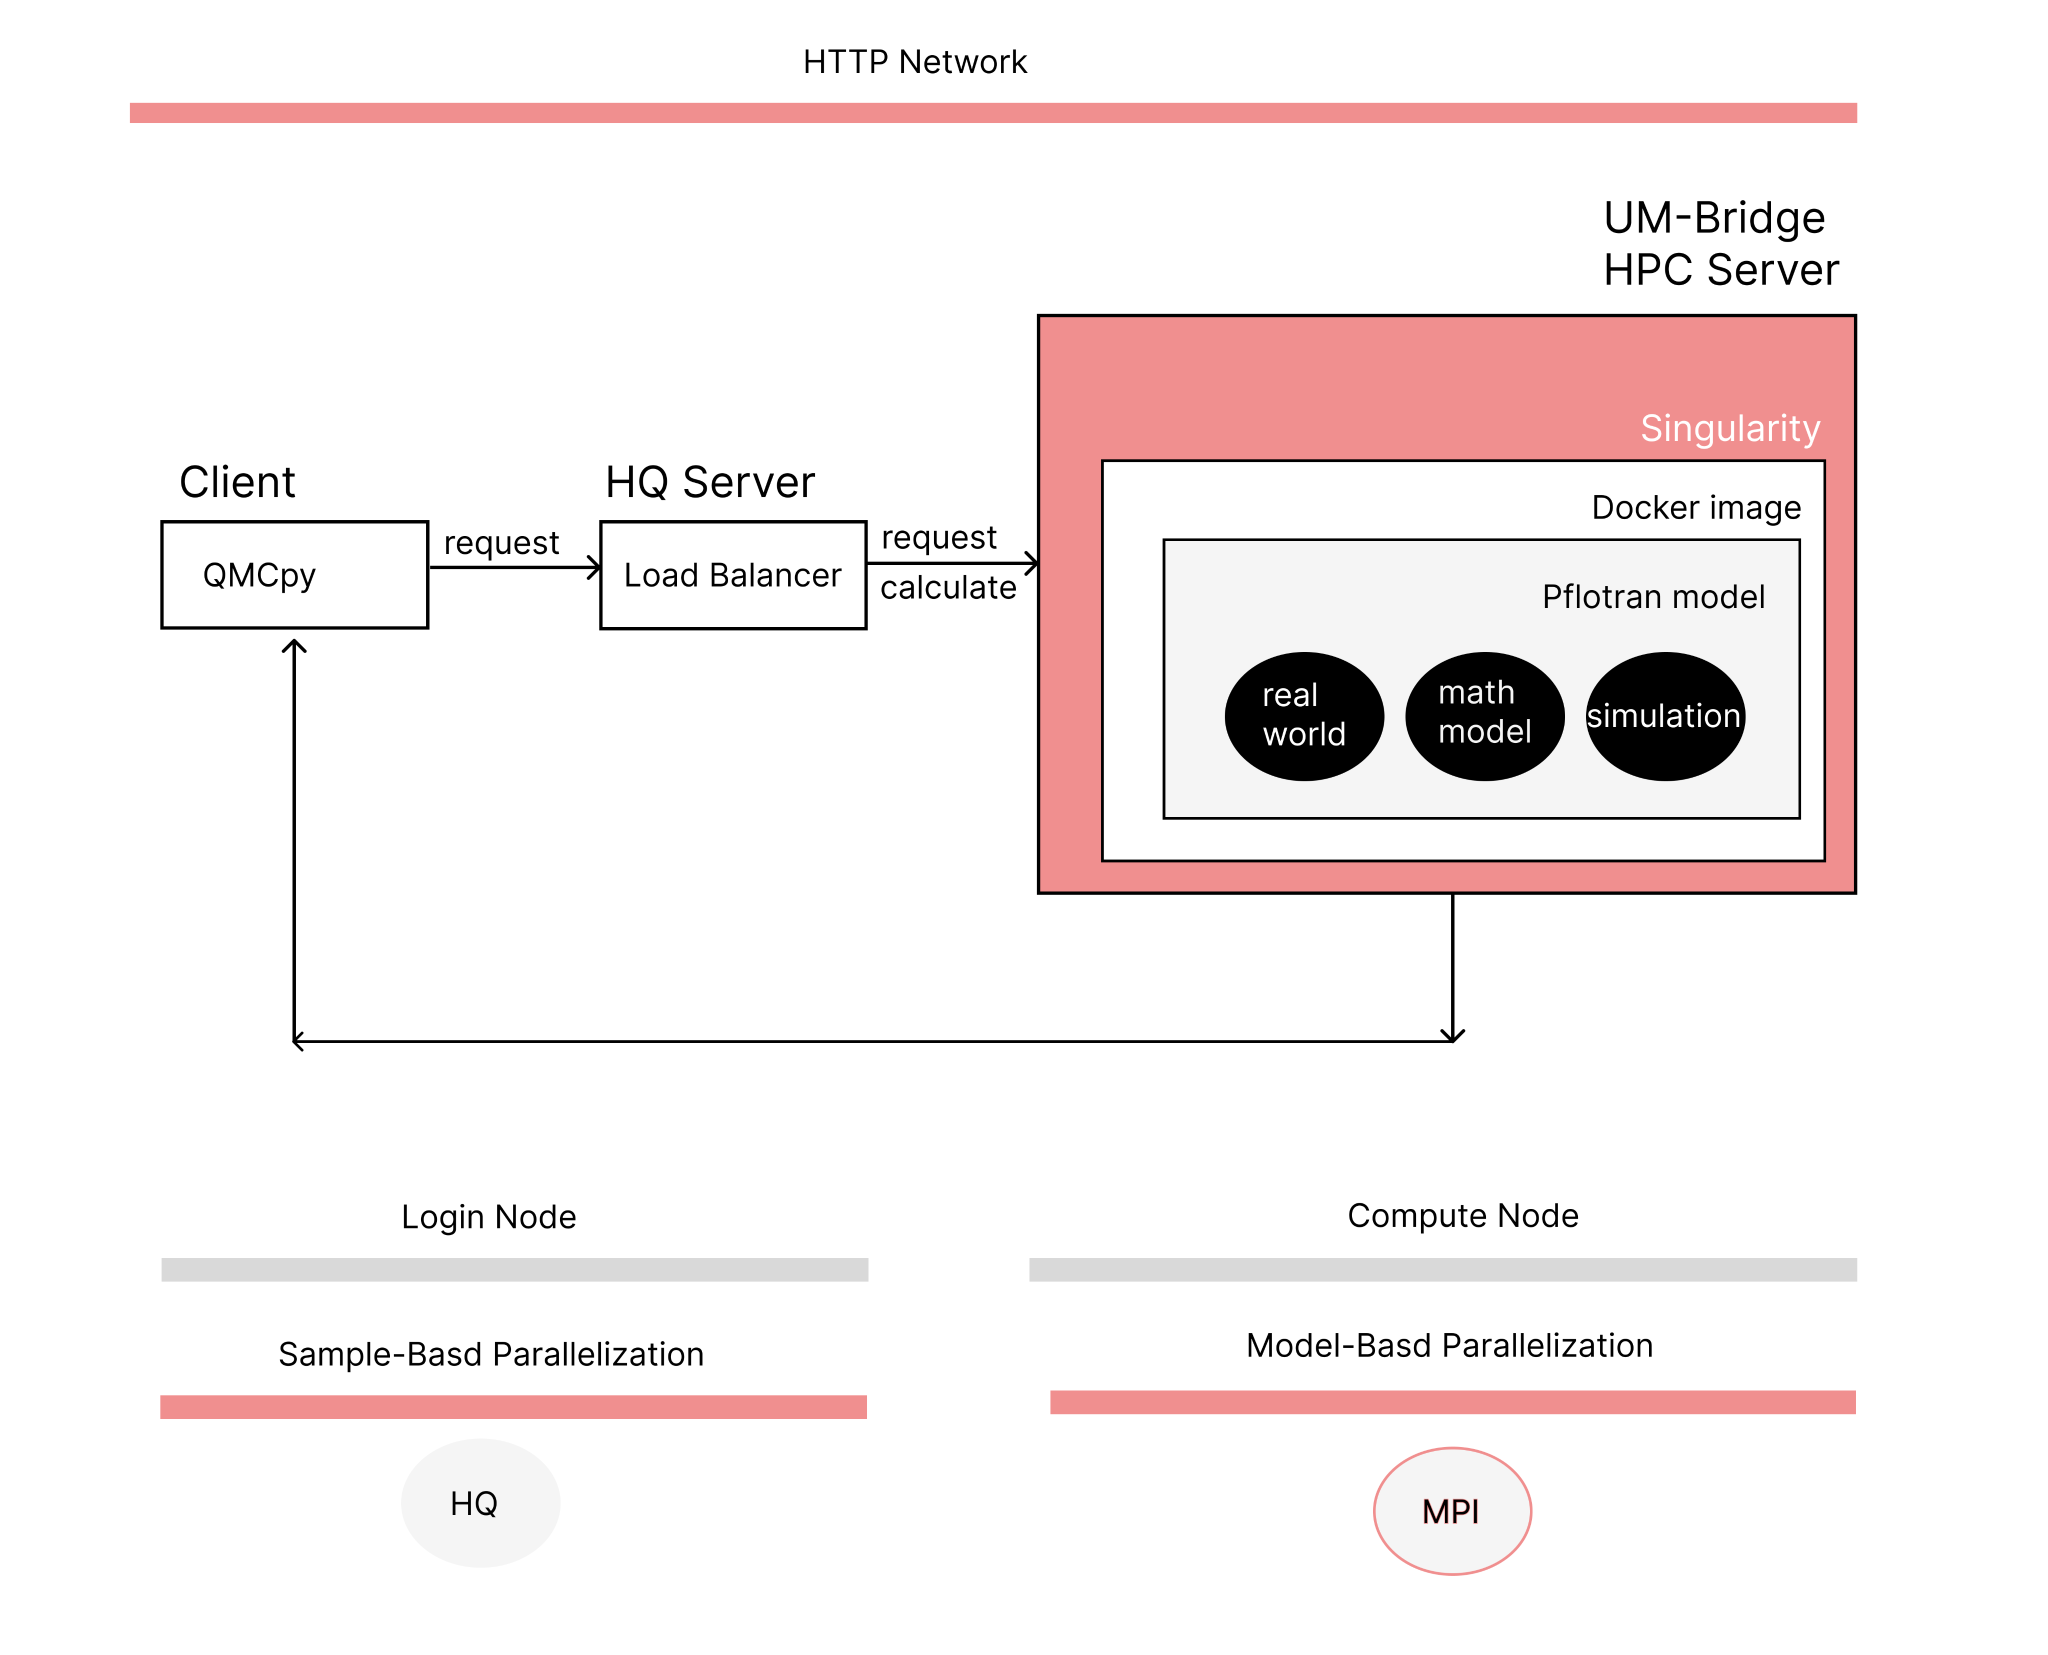 HTTP Network
UM-Bridge
HPC Server
Singularity
Docker image
Pflotran model
real
world
math
model
simulation
Client
QMCpy
request
HQ Server
Load Balancer
request
calculate
Login Node
Compute Node
Sample-Basd Parallelization
Model-Basd Parallelization
HQ
MPI